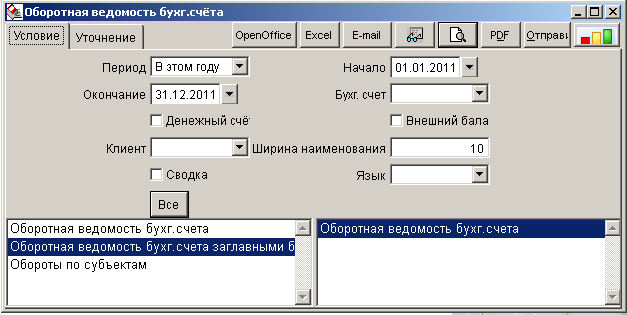 Оборотная ведомость бухг.счёта
Условие Уточнение OpenOffice Excel E-mail PDF Отправи
Период В этом году Начало 01.01.2011
Окончание 31.12.2011 Бухг. счет
Денежный счё Внешний бала
Клиент Ширина наименования 10
Сводка Язык
Все
Оборотная ведомость бухг.счета Оборотная ведомость бухг.счета
Оборотная ведомость бухг.счета заглавными б
Обороты по субъектам